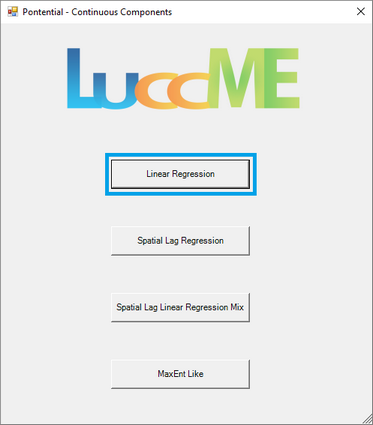 Pontential - Continuous Components
LuccME
Linear Regression
Spatial Lag Regression
Spatial Lag Linear Regression Mix
MaxEnt Like